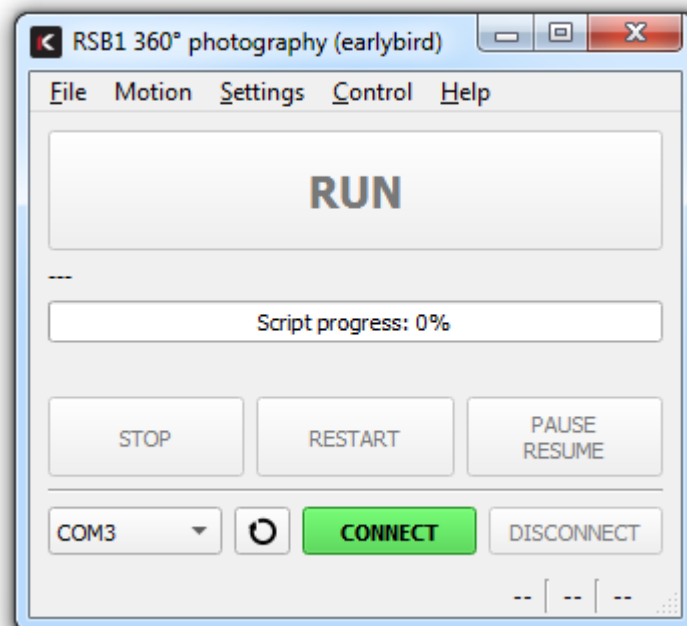 RSB1 360° photography (earlybird)
File Motion Settings Control Help
RUN
---
Script progress: 0%
STOP RESTART PAUSE
RESUME
COM3 CONNECT DISCONNECT
-- -- --